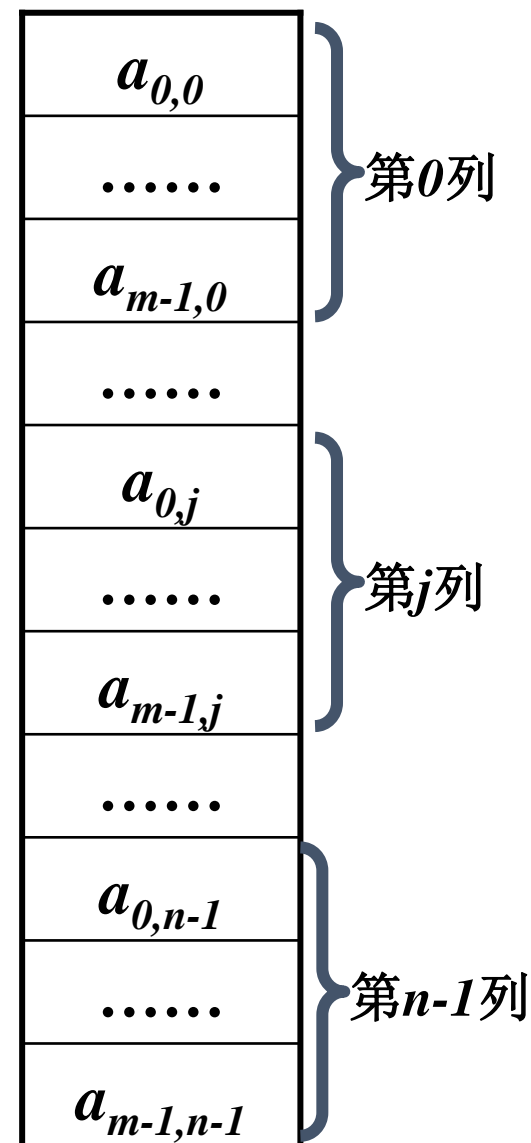 a0,0
……
第0列
am-1,0
……
a0,j
……
第j列
am-1,j
……
a0,n-1
……
第n-1列
am-1,n-1